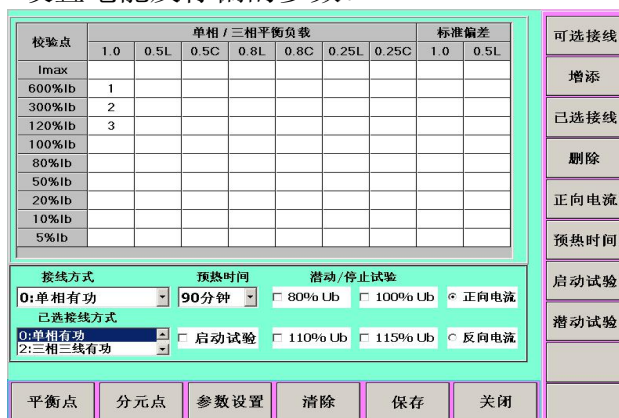 校验点 单相 / 三相平衡负载 标准偏差
1.0 0.5L 0.5C 0.8L 0.8C 0.25L 0.25C 1.0 0.5L
Imax
600%Ib 1
300%Ib 2
120%Ib 3
100%Ib
80%Ib
50%Ib
20%Ib
10%Ib
5%Ib
接线方式 预热时间 潜动/停止试验
0:单相有功 90分钟 80% Ub 100% Ub 正向电流
已选接线方式
0:单相有功
2:三相三线有功
启动试验 110% Ub 115% Ub 反向电流
平衡点 分元点 参数设置 清除 保存 关闭
可选接线
增添
已选接线
删除
正向电流
预热时间
启动试验
潜动试验